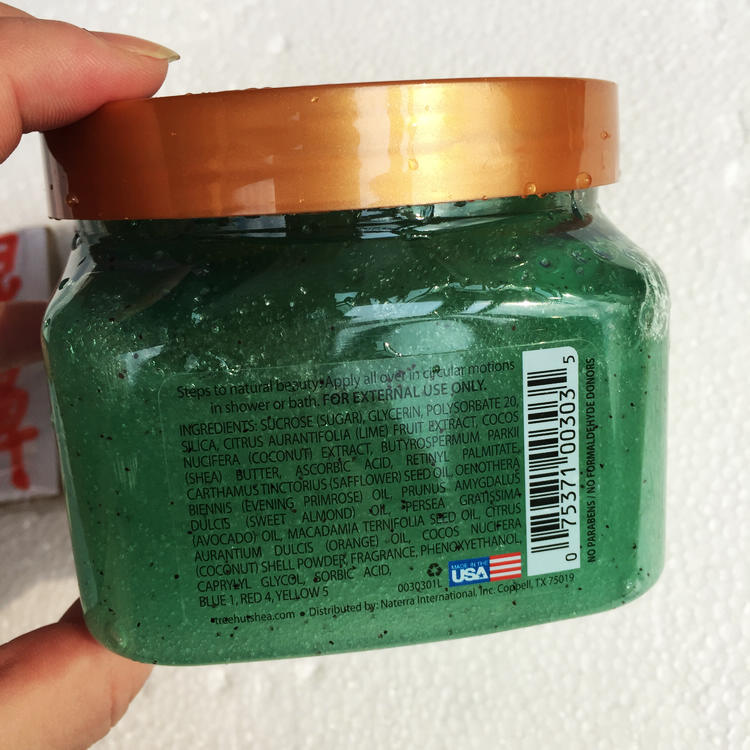 Steps to natural beauty: Apply all over in circular motions
in shower or bath. FOR EXTERNAL USE ONLY.
INGREDIENTS: SUCROSE (SUGAR), GLYCERIN, POLYSORBATE 20,
SILICA, CITRUS AURANTIFOLIA (LIME) FRUIT EXTRACT, COCOS
NUCIFERA (COCONUT) EXTRACT, BUTYROSPERMUM PARKII
(SHEA) BUTTER, ASCORBIC ACID, RETINYL PALMITATE,
CARTHAMUS TINCTORIUS (SAFFLOWER) SEED OIL, OENOTHERA
BIENNIS (EVENING PRIMROSE) OIL, PRUNUS AMYGDALUS
DULCIS (SWEET ALMOND) OIL, PERSEA GRATISSIMA
(AVOCADO) OIL, MACADAMIA TERNIFOLIA SEED OIL, CITRUS
AURANTIUM DULCIS (ORANGE) OIL, COCOS NUCIFERA
(COCONUT) SHELL POWDER, FRAGRANCE, PHENOXYETHANOL,
CAPRYLYL GLYCOL, SORBIC ACID,
BLUE 1, RED 4, YELLOW 5
0030301L
MADE IN THE
USA
treehutshea.com • Distributed by: Naterra International, Inc. Coppell, TX 75019
0 75371 00303 5
NO PARABENS / NO FORMALDEHYDE DONORS